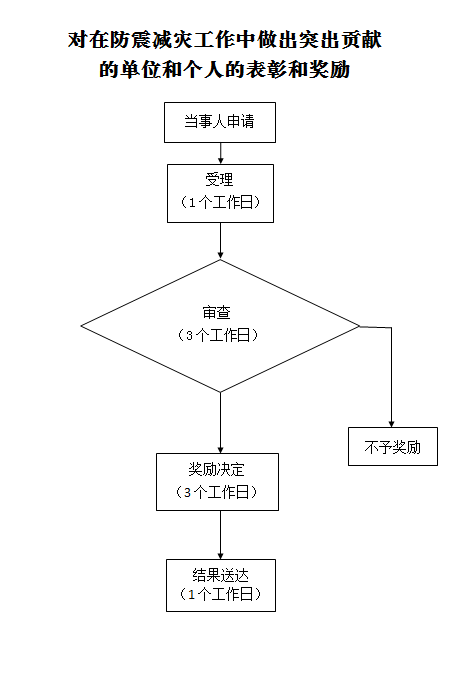 对在防震减灾工作中做出突出贡献
的单位和个人的表彰和奖励
当事人申请
受理
（1个工作日）
审查
（3个工作日）
不予奖励
奖励决定
（3个工作日）
结果送达
（1个工作日）